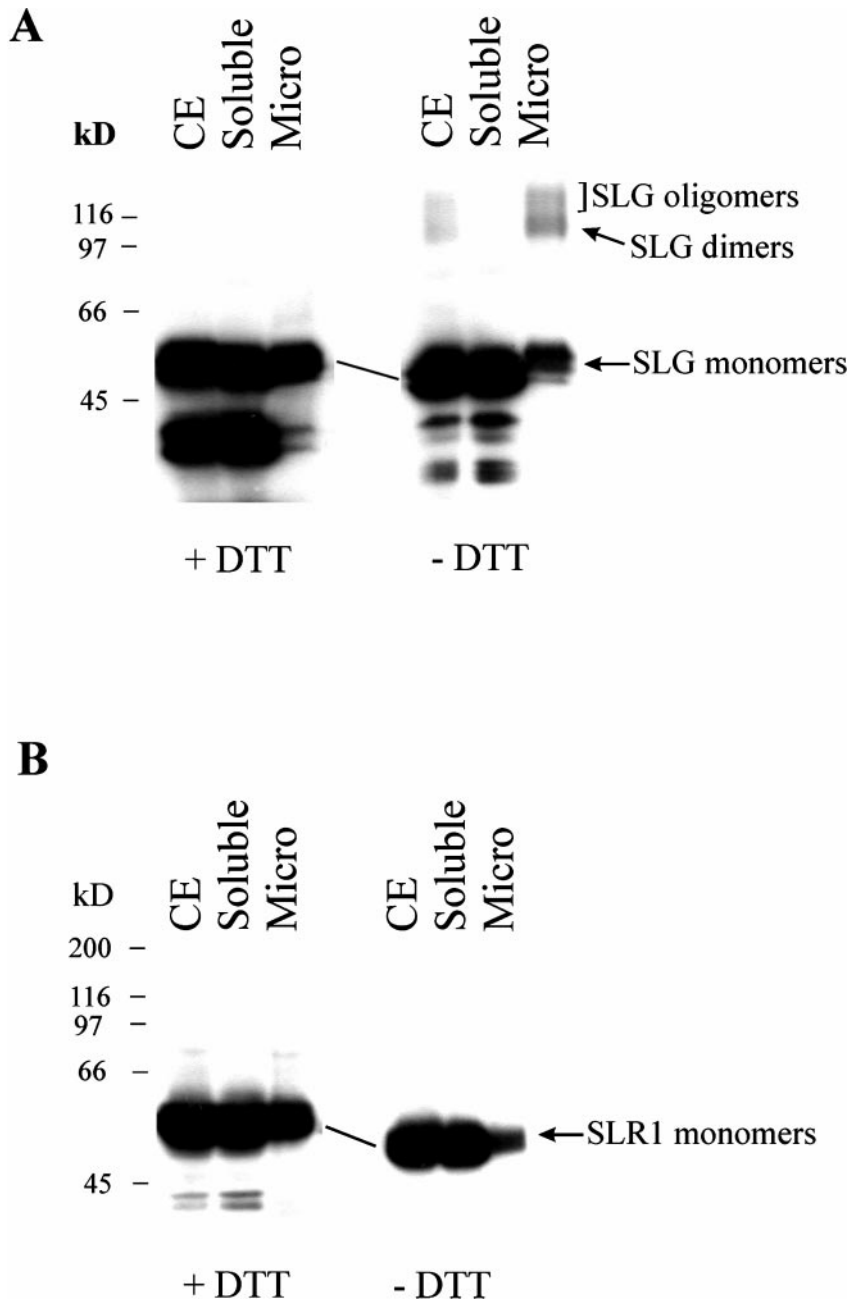 A
kD
CE
Soluble
Micro
CE
Soluble
Micro
116
97
66
45
]SLG oligomers
SLG dimers
SLG monomers
+ DTT
- DTT
B
kD
CE
Soluble
Micro
CE
Soluble
Micro
200
116
97
66
45
SLR1 monomers
+ DTT
- DTT